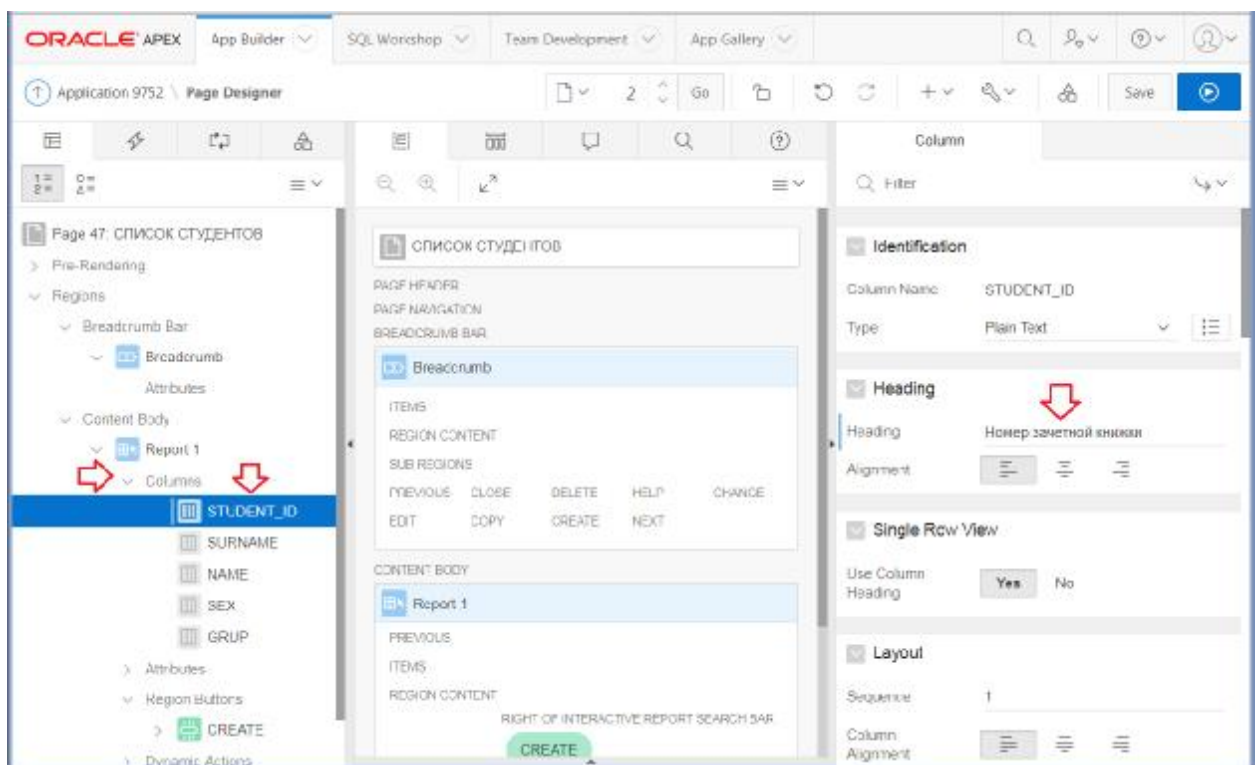 ORACLE APEX App Builder SQL Workshop Team Development App Gallery
Application 9752 \ Page Designer 2 Go Save
Column
Filter
Page 47: СПИСОК СТУДЕНТОВ
Pre-Rendering
Regions
Breadcrumb Bar
Breadcrumb
Attributes
Content Body
Report 1
Columns
STUDENT_ID
SURNAME
NAME
SEX
GRUP
Attributes
Region Buttons
CREATE
Dynamic Actions
СПИСОК СТУДЕНТОВ
PAGE HEADER
PAGE NAVIGATION
BREADCRUMB BAR
Breadcrumb
ITEMS
REGION CONTENT
SUB REGIONS
PREVIOUS CLOSE DELETE HELP CHANGE
EDIT COPY CREATE NEXT
CONTENT BODY
Report 1
PREVIOUS
ITEMS
REGION CONTENT
RIGHT OF INTERACTIVE REPORT SEARCH BAR
CREATE
Identification
Column Name STUDENT_ID
Type Plain Text
Heading
Heading Номер зачетной книжки
Alignment
Single Row View
Use Column
Heading
Yes No
Layout
Sequence 1
Column
Alignment